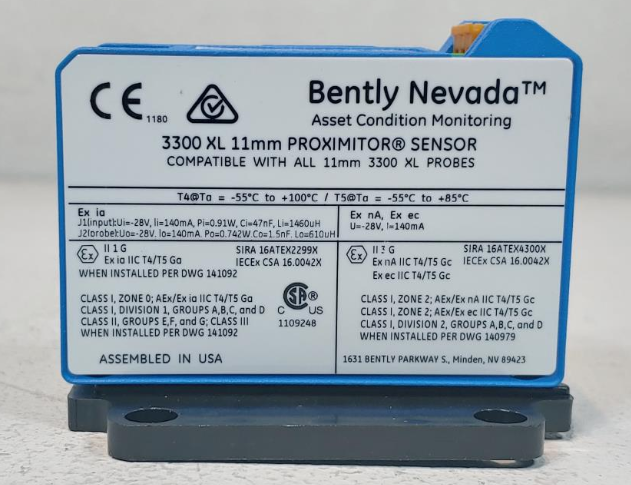 CE 1180
Bently Nevada™
Asset Condition Monitoring
3300 XL 11mm PROXIMITOR® SENSOR
COMPATIBLE WITH ALL 11mm 3300 XL PROBES
T4@Ta = -55°C to +100°C / T5@Ta = -55°C to +85°C
Ex ia
J1(input):Ui=-28V, Ii=140mA, Pi=0.91W, Ci=47nF, Li=1460uH
J2(probe):Uo=-28V, Io=140mA, Po=0.742W, Co=1.5nF, Lo=610uH
Ex nA, Ex ec
U=-28V, I=140mA
Ex II 1 G SIRA 16ATEX2299X
Ex ia IIC T4/T5 Ga IECEx CSA 16.0042X
WHEN INSTALLED PER DWG 141092
CLASS I, ZONE 0; AEx/Ex ia IIC T4/T5 Ga
CLASS I, DIVISION 1, GROUPS A,B,C, and D
CLASS II, GROUPS E,F, and G; CLASS III
WHEN INSTALLED PER DWG 141092
SA ®
C US
1109248
ASSEMBLED IN USA
Ex II 3 G SIRA 16ATEX4300X
Ex nA IIC T4/T5 Gc IECEx CSA 16.0042X
Ex ec IIC T4/T5 Gc
CLASS I, ZONE 2; AEx/Ex nA IIC T4/T5 Gc
CLASS I, ZONE 2; AEx/Ex ec IIC T4/T5 Gc
CLASS I, DIVISION 2, GROUPS A,B,C, and D
WHEN INSTALLED PER DWG 140979
1631 BENTLY PARKWAY S., Minden, NV 89423